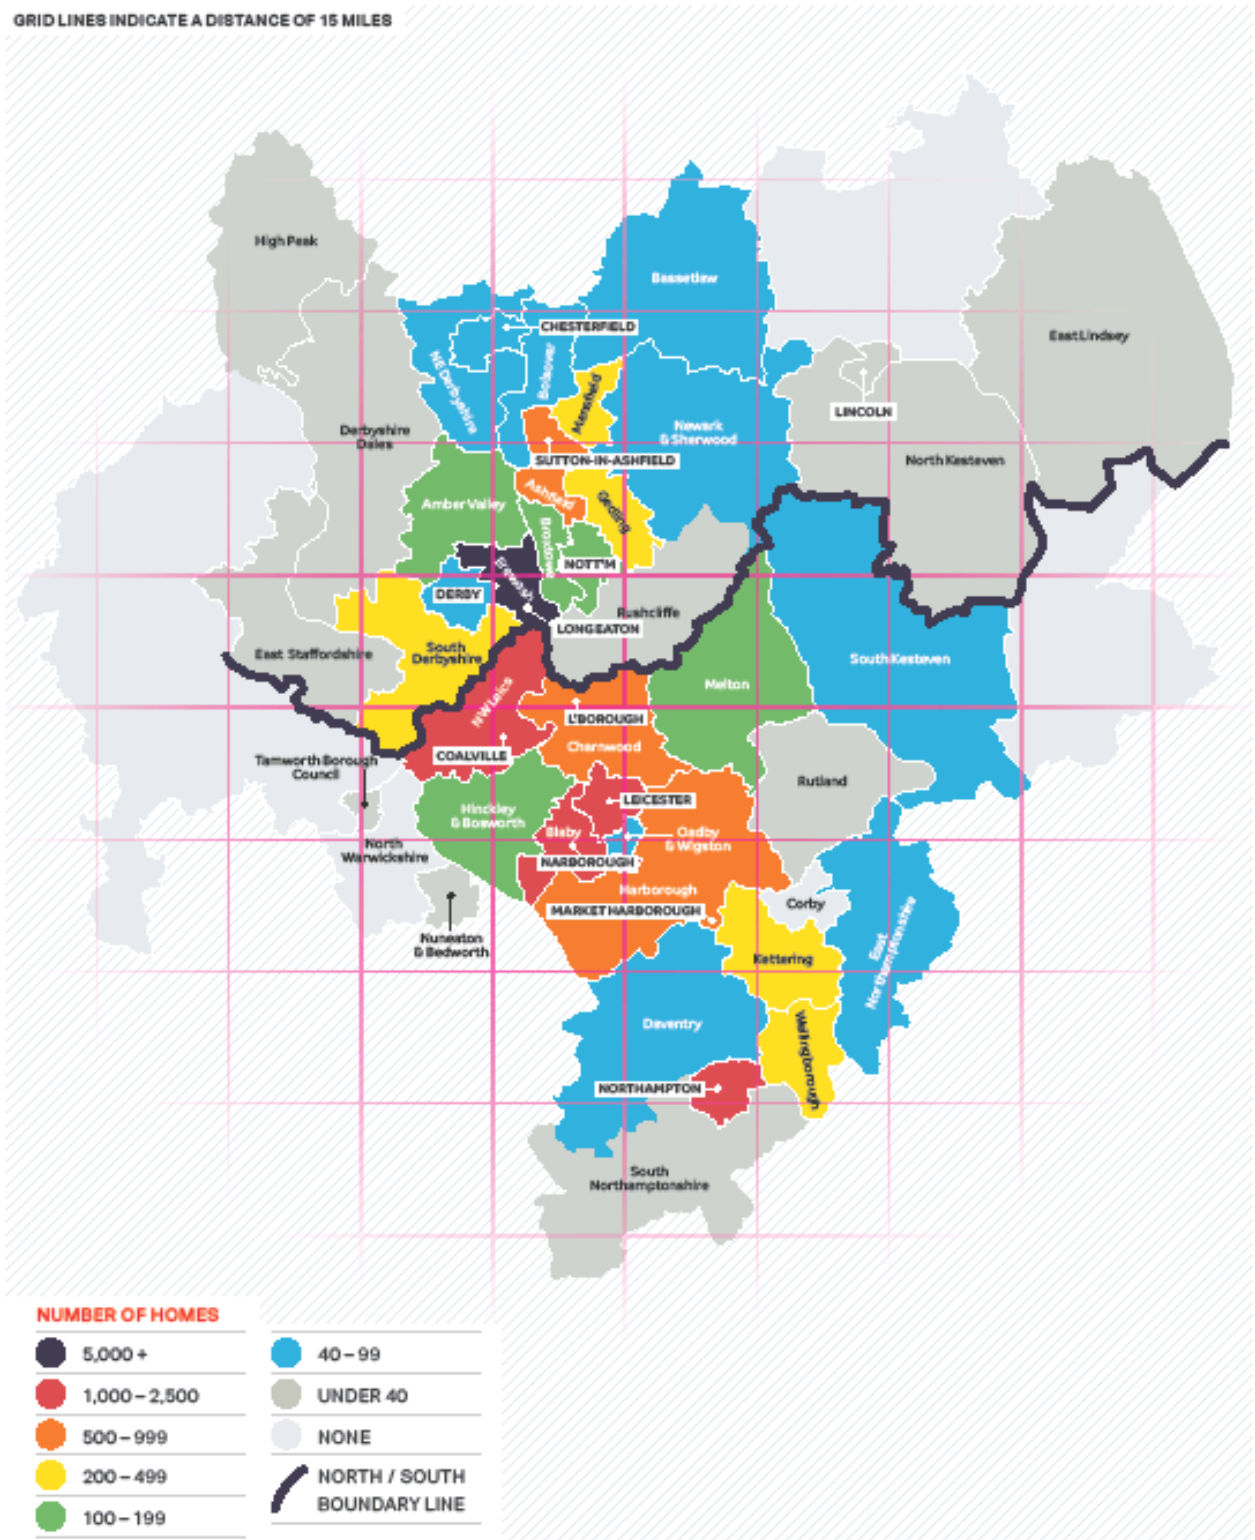 GRID LINES INDICATE A DISTANCE OF 15 MILES
High Peak
Bassetlaw
CHESTERFIELD
East Lindsey
NE Derbyshire
Bolsover
Mansfield
LINCOLN
Derbyshire
Dales
Newark
& Sherwood
SUTTON-IN-ASHFIELD
North Kesteven
Amber Valley
Ashfield
Gedling
Broxtowe
NOTT'M
Erewash
DERBY
Rushcliffe
LONG EATON
East Staffordshire
South
Derbyshire
South Kesteven
Melton
NW Leics
L'BOROUGH
Charnwood
COALVILLE
Tamworth Borough
Council
Rutland
LEICESTER
Hinckley
& Bosworth
Blaby
Oadby
& Wigston
North
Warwickshire
NARBOROUGH
Harborough
MARKET HARBOROUGH
Corby
Nuneaton
& Bedworth
East
Northamptonshire
Kettering
Daventry
Wellingborough
NORTHAMPTON
South
Northamptonshire
NUMBER OF HOMES
5,000 +
40 – 99
1,000 – 2,500
UNDER 40
500 – 999
NONE
200 – 499
NORTH / SOUTH
BOUNDARY LINE
100 – 199